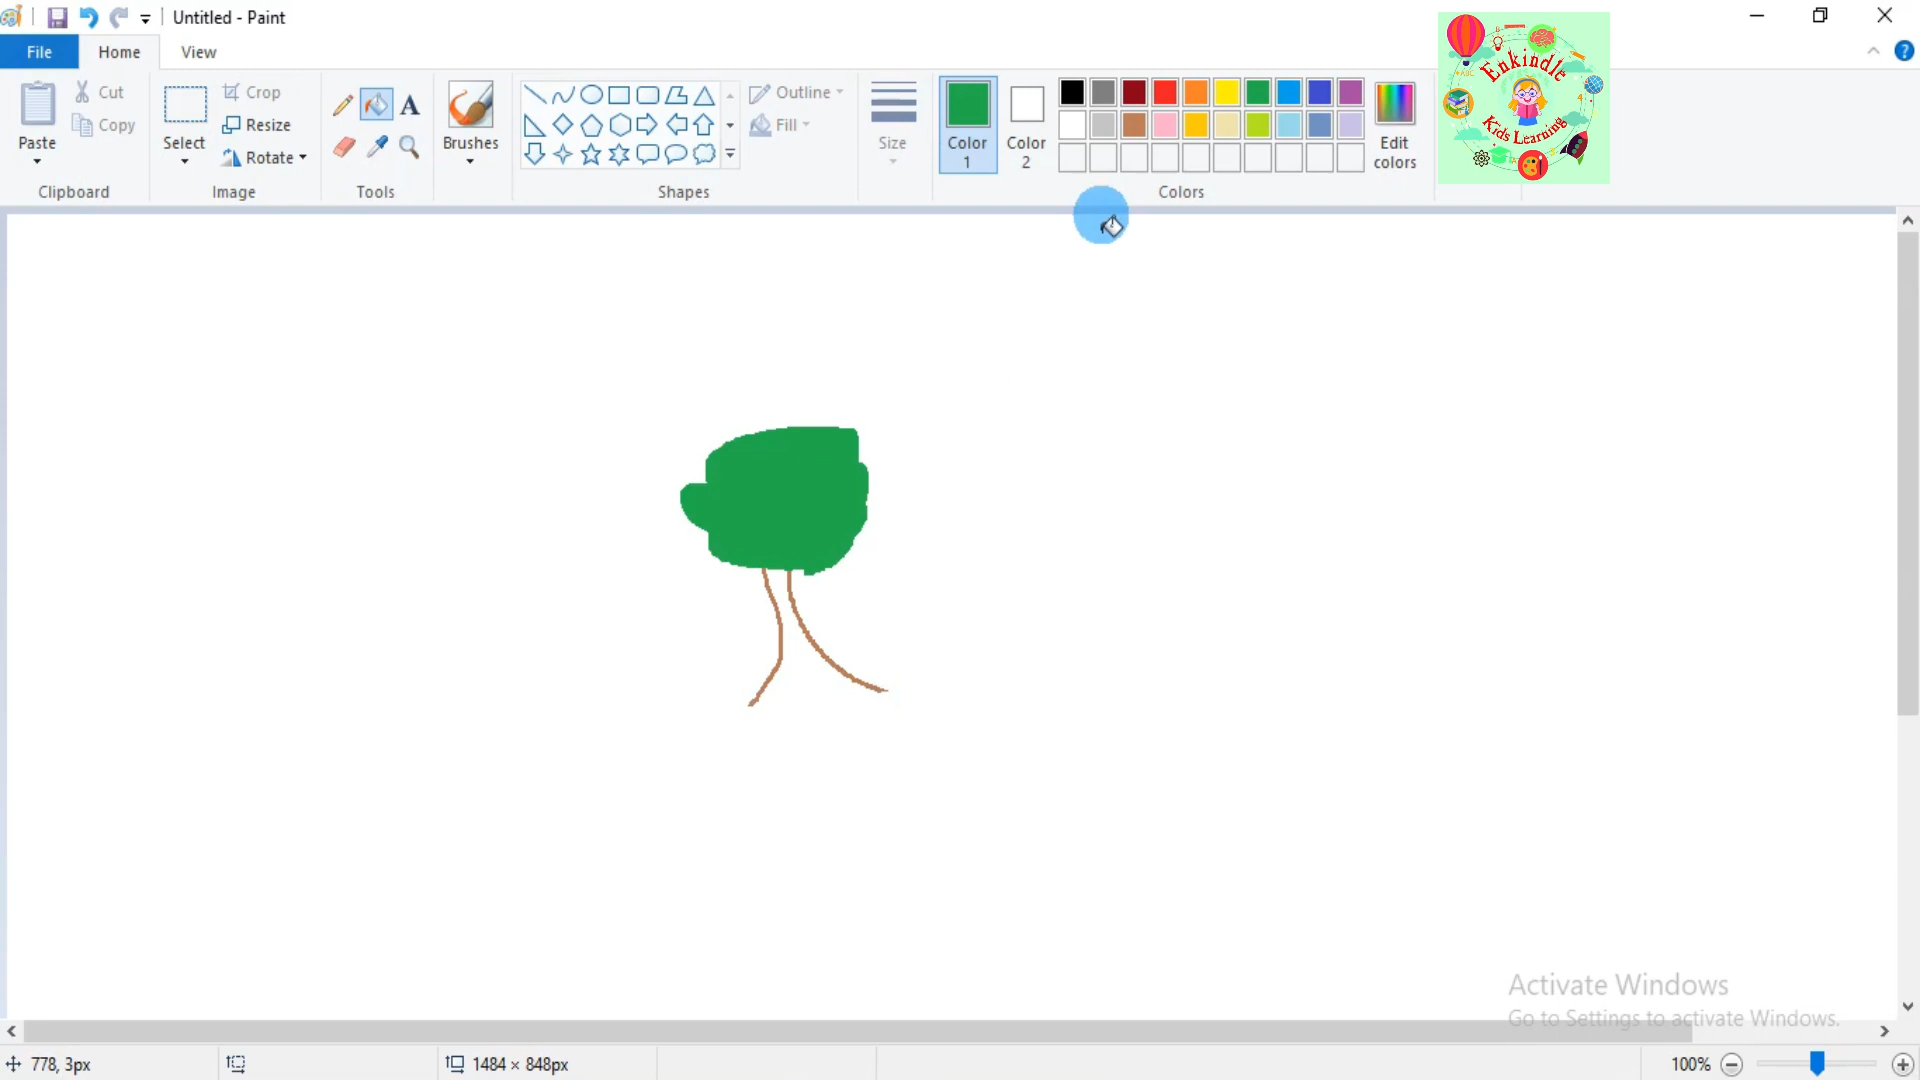 Untitled - Paint
File Home View
Paste
Cut
Copy
Clipboard
Select
Crop
Resize
Rotate
Image
A
Tools
Brushes
Shapes
Outline
Fill
Size
Color 1
Color 2
Colors
Edit colors
Enkindle
Kids Learning
ABC
?
Activate Windows
Go to Settings to activate Windows.
778, 3px
1484 × 848px
100%